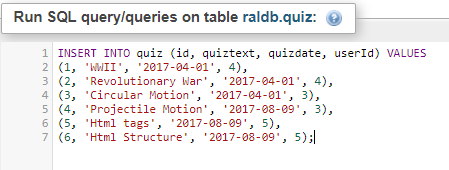 Run SQL query/queries on table raldb.quiz:
1 INSERT INTO quiz (id, quiztext, quizdate, userId) VALUES
2 (1, 'WWII', '2017-04-01', 4),
3 (2, 'Revolutionary War', '2017-04-01', 4),
4 (3, 'Circular Motion', '2017-04-01', 3),
5 (4, 'Projectile Motion', '2017-08-09', 3),
6 (5, 'Html tags', '2017-08-09', 5),
7 (6, 'Html Structure', '2017-08-09', 5);